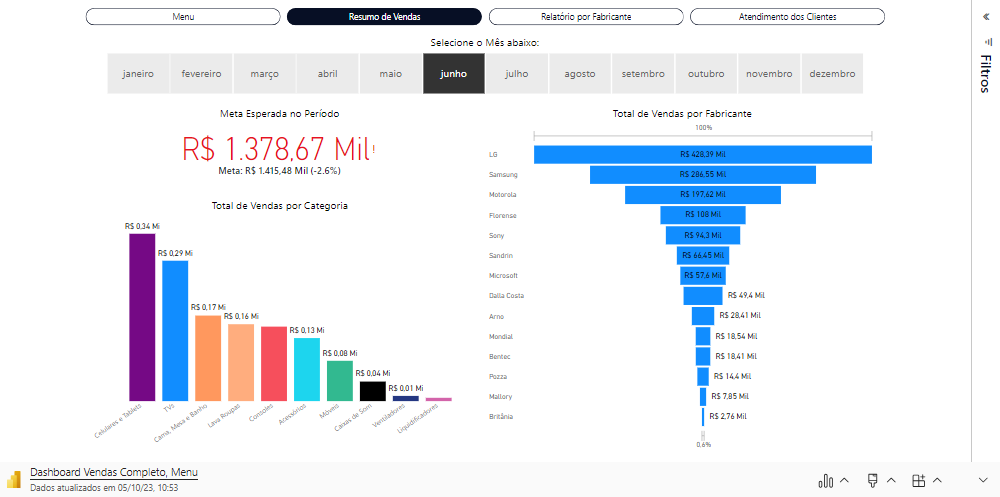 Menu
Resumo de Vendas
Relatório por Fabricante
Atendimento dos Clientes
Filtros
Selecione o Mês abaixo:
janeiro
fevereiro
março
abril
maio
junho
julho
agosto
setembro
outubro
novembro
dezembro
Meta Esperada no Período
R$ 1.378,67 Mil!
Meta: R$ 1.415,48 Mil (-2.6%)
Total de Vendas por Categoria
R$ 0,34 Mi
R$ 0,29 Mi
R$ 0,17 Mi
R$ 0,16 Mi
R$ 0,13 Mi
R$ 0,08 Mi
R$ 0,04 Mi
R$ 0,01 Mi
Celulares e Tablets
TVs
Cama, Mesa e Banho
Lava Roupas
Consoles
Acessórios
Móveis
Caixas de Som
Ventiladores
Liquidificadores
Total de Vendas por Fabricante
100%
LG R$ 428,39 Mil
Samsung R$ 286,55 Mil
Motorola R$ 197,62 Mil
Florense R$ 108 Mil
Sony R$ 94,3 Mil
Sandrin R$ 66,45 Mil
Microsoft R$ 57,6 Mil
Dalla Costa R$ 49,4 Mil
Arno R$ 28,41 Mil
Mondial R$ 18,54 Mil
Bentec R$ 18,41 Mil
Pozza R$ 14,4 Mil
Mallory R$ 7,85 Mil
Britânia R$ 2,76 Mil
0,6%
Dashboard Vendas Completo, Menu
Dados atualizados em 05/10/23, 10:53